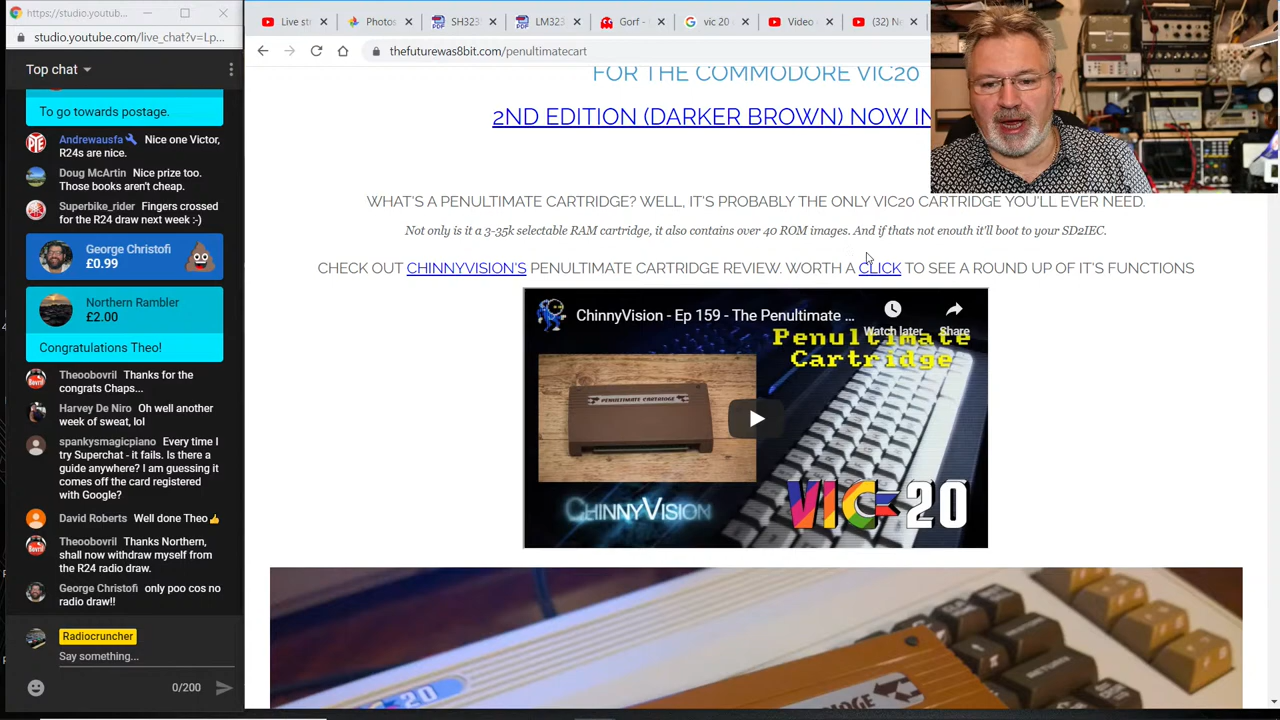 https://studio.youtub...
studio.youtube.com/live_chat?v=Lp...
Top chat
To go towards postage.
Andrewausfa Nice one Victor,
R24s are nice.
Doug McArtin Nice prize too.
Those books aren't cheap.
Superbike_rider Fingers crossed
for the R24 draw next week :-)
George Christofi
£0.99
Northern Rambler
£2.00
Congratulations Theo!
Theoobovril Thanks for the
congrats Chaps...
Harvey De Niro Oh well another
week of sweat, lol
spankysmagicpiano Every time I
try Superchat - it fails. Is there a
guide anywhere? I am guessing it
comes off the card registered
with Google?
David Roberts Well done Theo👍
Theoobovril Thanks Northern,
shall now withdraw myself from
the R24 radio draw.
George Christofi only poo cos no
radio draw!!
Radiocruncher
Say something...
0/200
Live st
Photos
SH323
LM323
Gorf -
vic 20
Video
(32) N
thefuturewas8bit.com/penultimatecart
FOR THE COMMODORE VIC20
2ND EDITION (DARKER BROWN) NOW IN
WHAT'S A PENULTIMATE CARTRIDGE? WELL, IT'S PROBABLY THE ONLY VIC20 CARTRIDGE YOU'LL EVER NEED.
Not only is it a 3-35k selectable RAM cartridge, it also contains over 40 ROM images. And if thats not enouth it'll boot to your SD2IEC.
CHECK OUT CHINNYVISION'S PENULTIMATE CARTRIDGE REVIEW. WORTH A CLICK TO SEE A ROUND UP OF IT'S FUNCTIONS
ChinnyVision - Ep 159 - The Penultimate ...
Watch later
Share
Penultimate
Cartridge
PENULTIMATE CARTRIDGE
CHINNYVISION
VIC 20
RETURN